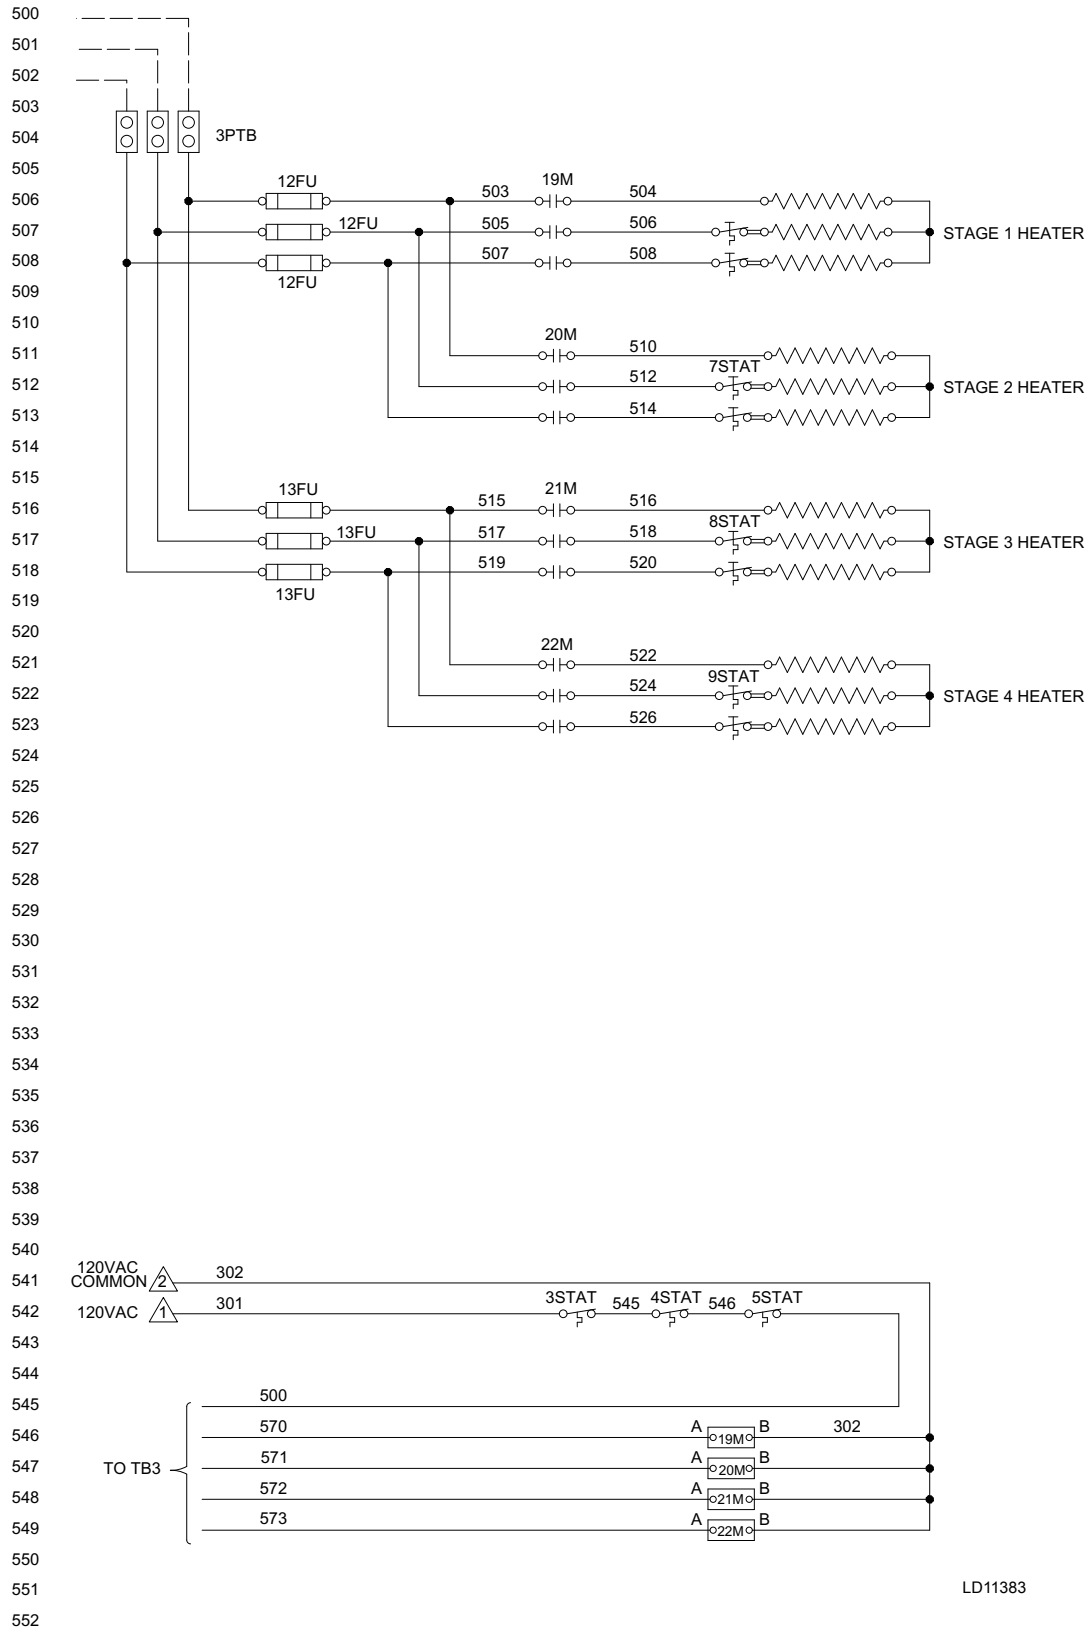 500
501
502
503
504 3PTB
505
12FU 19M
506 503 504
507 12FU 505 506 STAGE 1 HEATER
508 507 508
12FU
509
510
20M
511 510
7STAT
512 512 STAGE 2 HEATER
513 514
514
515
13FU 21M
516 515 516
8STAT
517 13FU 517 518 STAGE 3 HEATER
518 519 520
13FU
519
520
22M
521 522
9STAT
522 524 STAGE 4 HEATER
523 526
524
525
526
527
528
529
530
531
532
533
534
535
536
537
538
539
540
120VAC
541 COMMON 2 302
3STAT 545 4STAT 546 5STAT
542 120VAC 1 301
543
544
545 500
546 570 A 19M B 302
547 TO TB3 571 A 20M B
548 572 A 21M B
549 573 A 22M B
550
551 LD11383
552